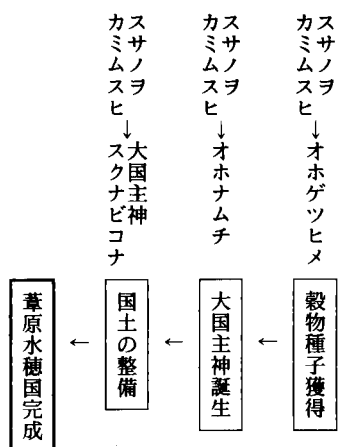 スサノヲ
カミムスヒ→オホゲツヒメ
穀物種子獲得
↓
スサノヲ
カミムスヒ→オホナムチ
大国主神誕生
↓
スサノヲ→大国主神
カミムスヒ スクナビコナ
国土の整備
↓
葦原水穂国完成